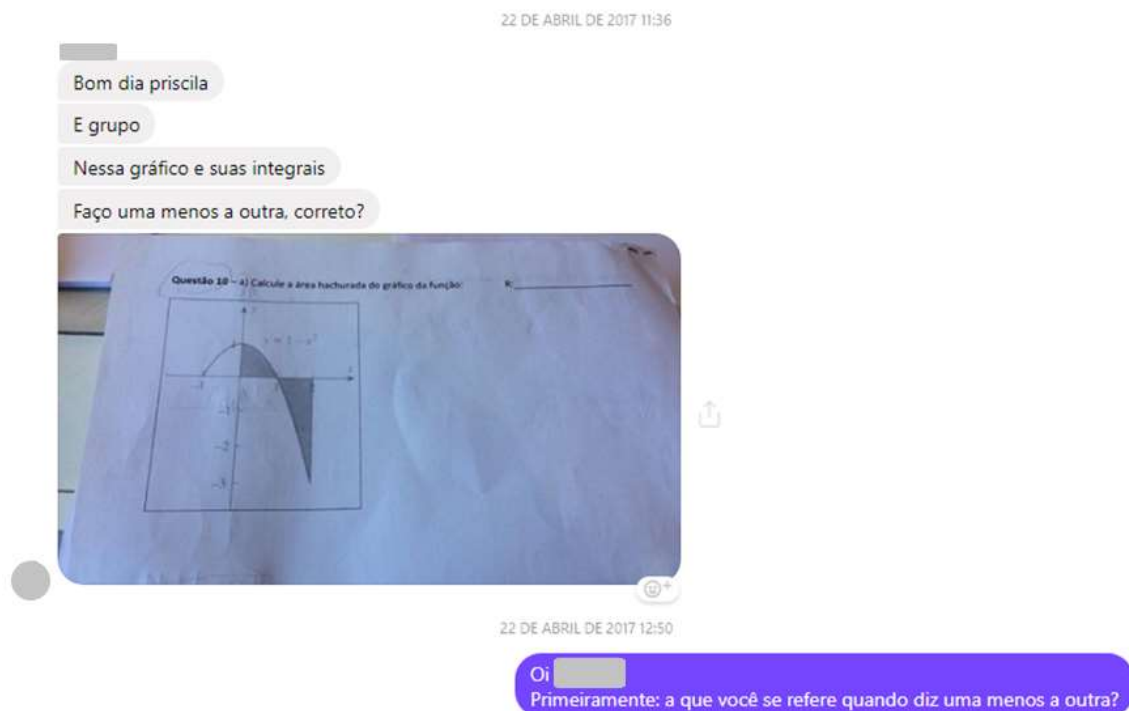 22 DE ABRIL DE 2017 11:36
Bom dia priscila
E grupo
Nessa gráfico e suas integrais
Faço uma menos a outra, correto?
Questão 10 – a) Calcule a área hachurada do gráfico da função: R:
-1
-2
-3
22 DE ABRIL DE 2017 12:50
Oi
Primeiramente: a que você se refere quando diz uma menos a outra?